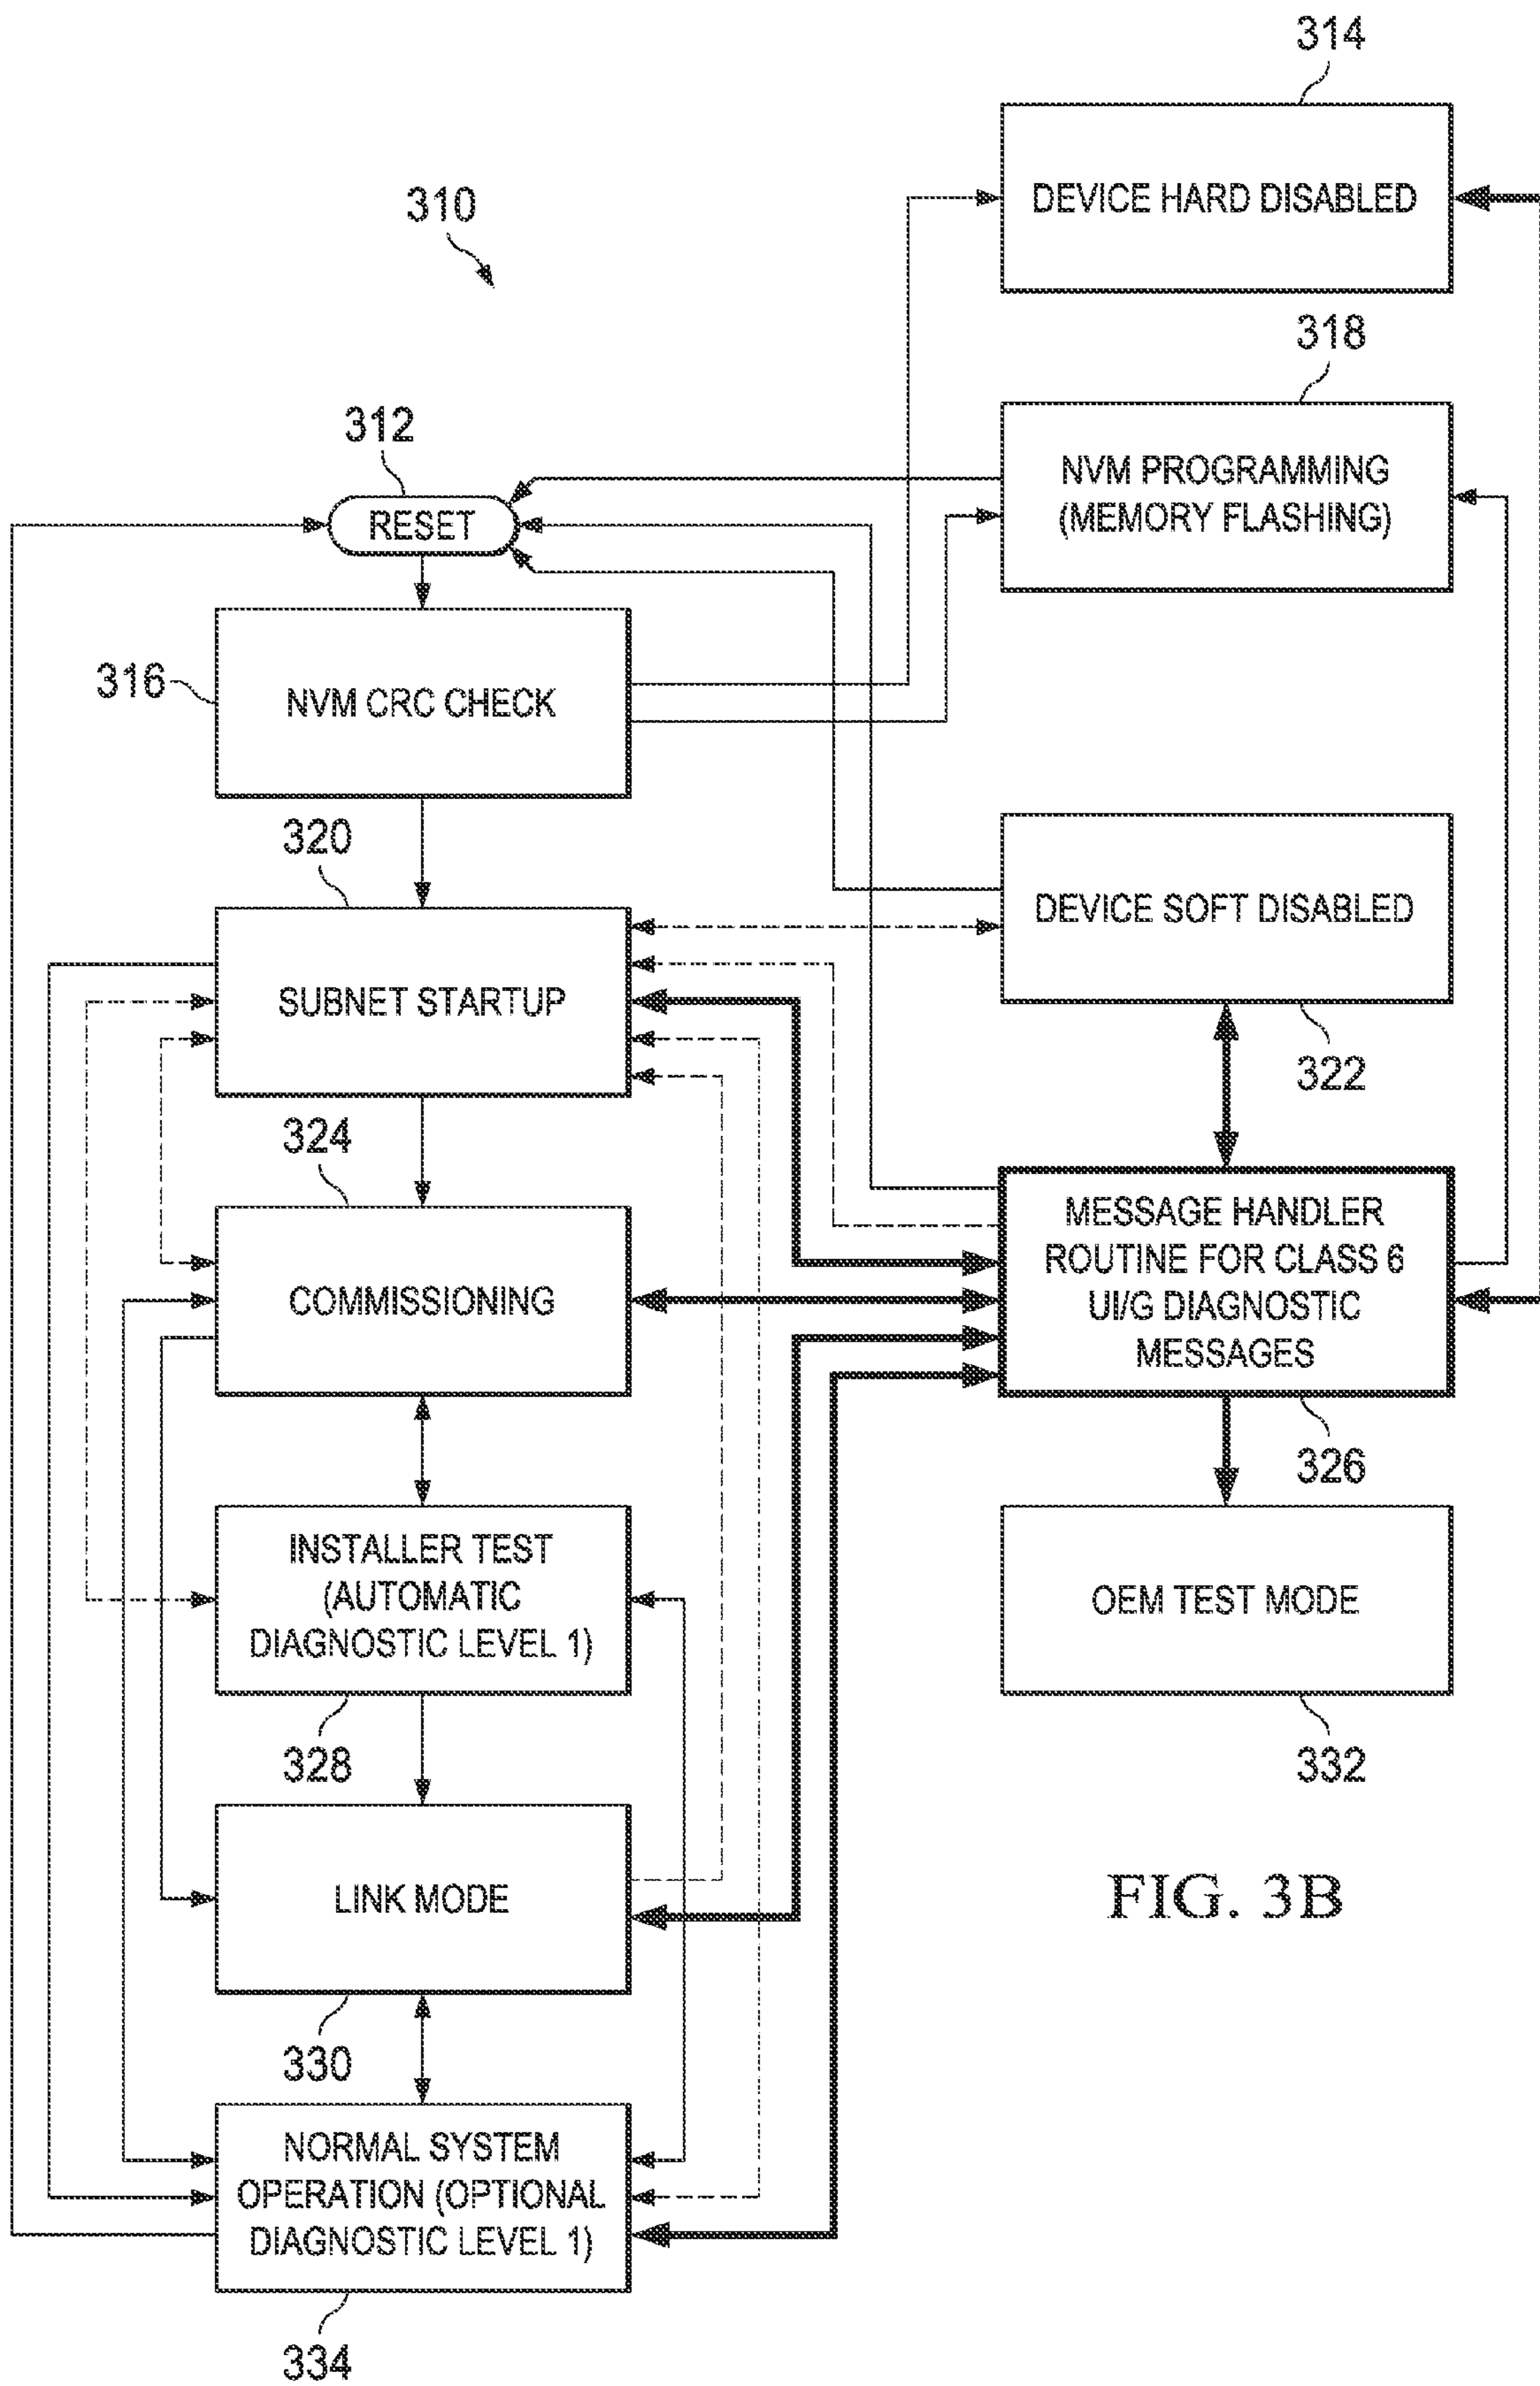 314
DEVICE HARD DISABLED
310
318
NVM PROGRAMMING
(MEMORY FLASHING)
312
RESET
316
NVM CRC CHECK
320
SUBNET STARTUP
DEVICE SOFT DISABLED
322
324
COMMISSIONING
MESSAGE HANDLER
ROUTINE FOR CLASS 6
UI/G DIAGNOSTIC
MESSAGES
326
INSTALLER TEST
(AUTOMATIC
DIAGNOSTIC LEVEL 1)
328
OEM TEST MODE
332
LINK MODE
330
FIG. 3B
NORMAL SYSTEM
OPERATION (OPTIONAL
DIAGNOSTIC LEVEL 1)
334